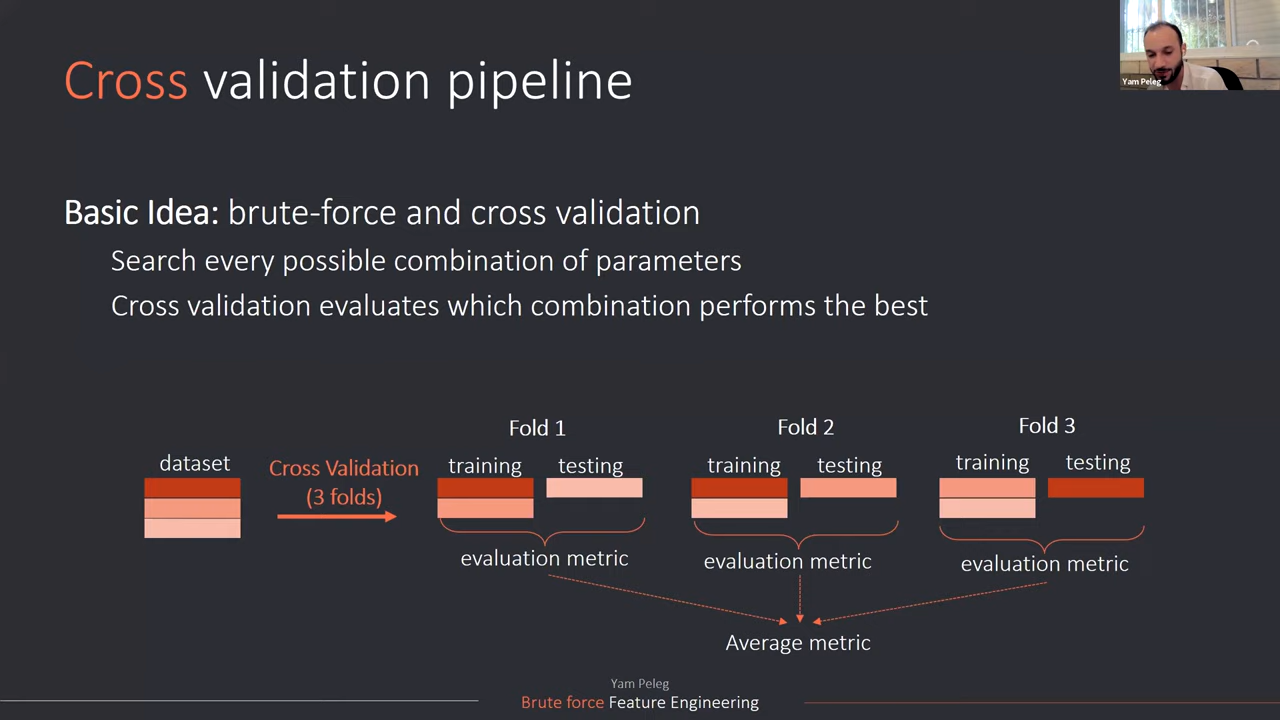 Cross validation pipeline
Yam Peleg
Basic Idea: brute-force and cross validation
Search every possible combination of parameters
Cross validation evaluates which combination performs the best
dataset
Cross Validation
(3 folds)
Fold 1
training testing
evaluation metric
Fold 2
training testing
evaluation metric
Fold 3
training testing
evaluation metric
Average metric
Yam Peleg
Brute force Feature Engineering